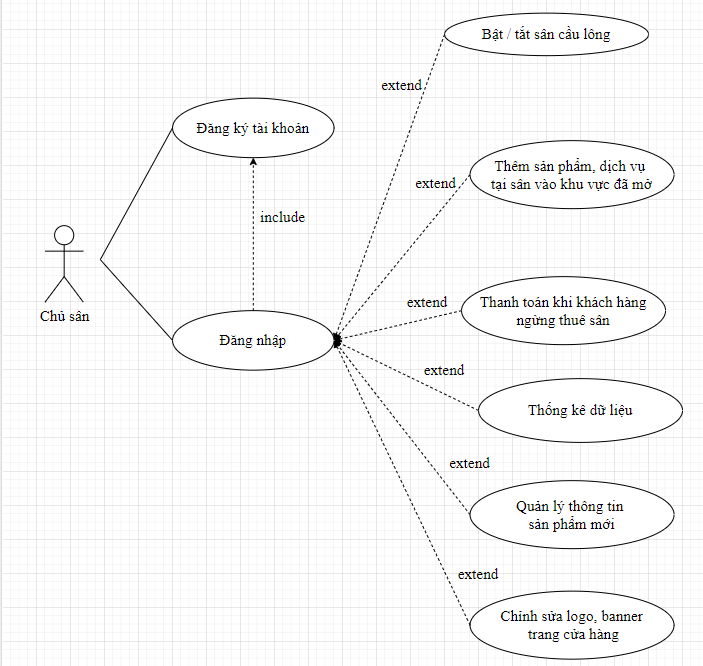 Bật / tắt sân cầu lông
extend
Đăng ký tài khoản
Thêm sản phẩm, dịch vụ
tại sân vào khu vực đã mở
extend
include
Thanh toán khi khách hàng
ngừng thuê sân
extend
Chủ sân
Đăng nhập
extend
Thống kê dữ liệu
extend
Quản lý thông tin
sản phẩm mới
extend
Chỉnh sửa logo, banner
trang cửa hàng